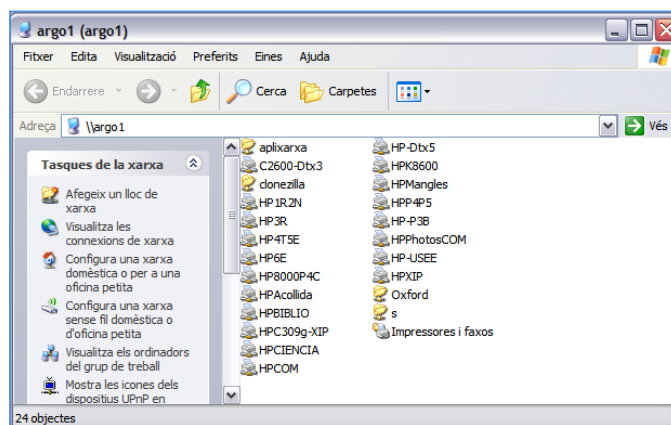 argo1 (argo1)
Fitxer Edita Visualització Preferits Eines Ajuda
Endarrere Cerca Carpetes
Adreça \\argo1 Vés
Tasques de la xarxa
Afegeix un lloc de
xarxa
Visualitza les
connexions de xarxa
Configura una xarxa
domèstica o per a una
oficina petita
Configura una xarxa
sense fil domèstica o
d'oficina petita
Visualitza els ordinadors
del grup de treball
Mostra les icones dels
dispositius UPnP en
aplixarxa
C2600-Dtx3
clonezilla
HP1R2N
HP3R
HP4T5E
HP6E
HP8000P4C
HPAcollida
HPBIBLIO
HPC309g-XIP
HPCIENCIA
HPCOM
HP-Dtx5
HPK8600
HPMangles
HPP4P5
HP-P3B
HPPhotosCOM
HP-USEE
HPXIP
Oxford
s
Impressores i faxos
24 objectes